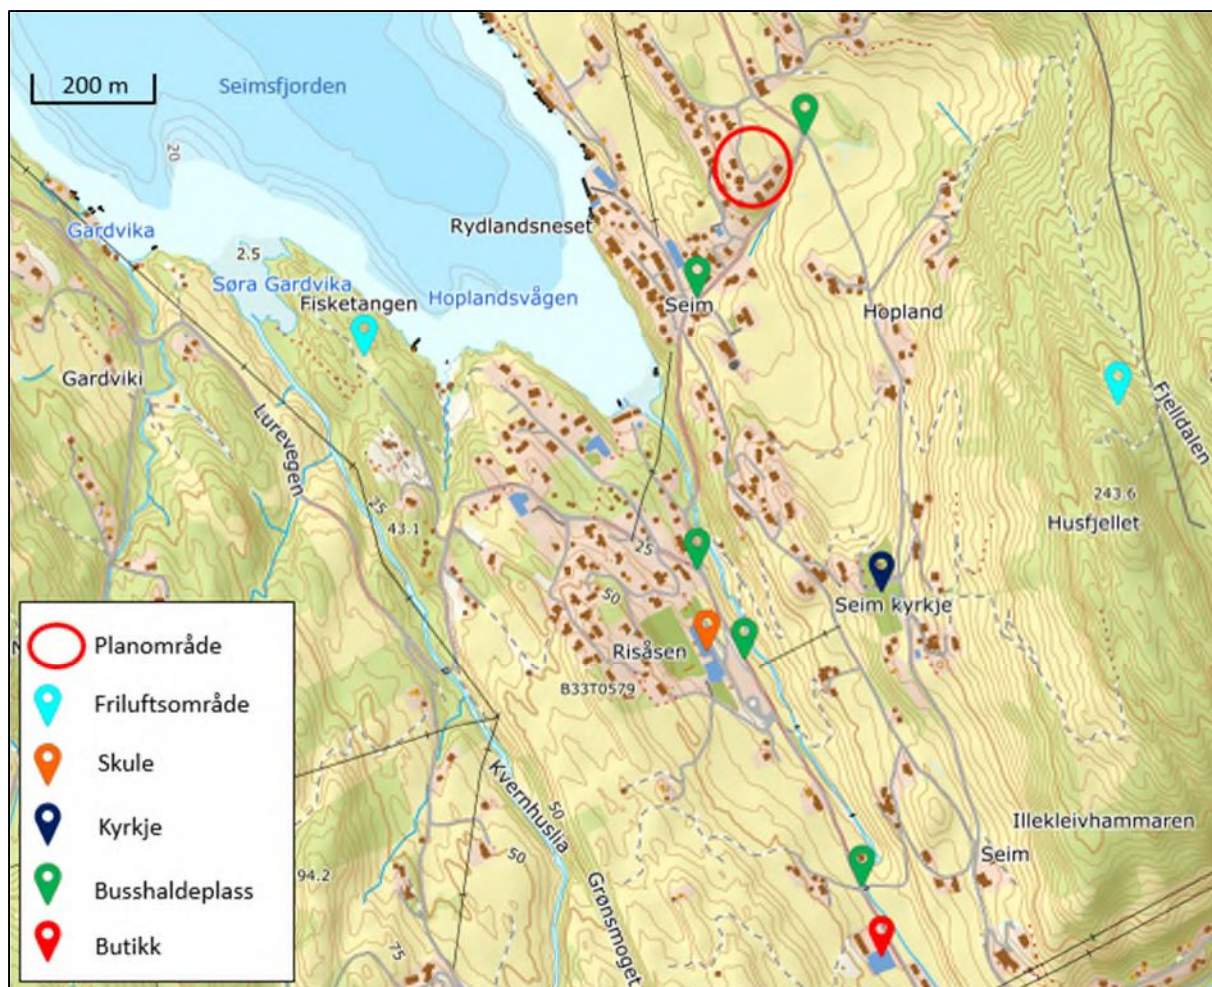 200 m
Seimsfjorden
20
Gardvika
2.5
Søra Gardvika
Fisketangen
Hoplandsvågen
Rydlandsneset
Seim
Hopland
Gardviki
Lurevegen
Fjelldalen
243.6
Husfjellet
25
43.1
25
50
Seim kyrkje
Risåsen
B33T0579
Kvernhuslia
50
50
Grønsmoget
94.2
75
Illekleivhammaren
Seim
Planområde
Friluftsområde
Skule
Kyrkje
Busshaldeplass
Butikk